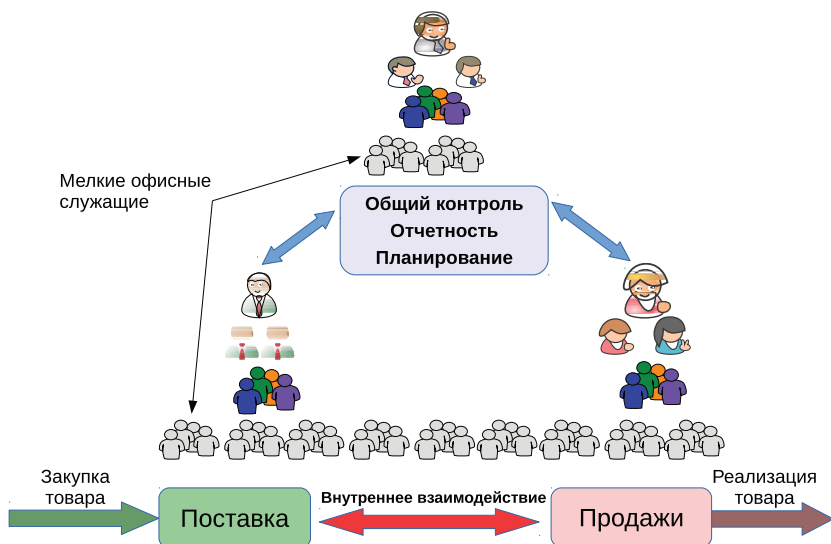 Мелкие офисные
служащие
Общий контроль
Отчетность
Планирование
Закупка
товара
Поставка
Внутреннее взаимодействие
Продажи
Реализация
товара